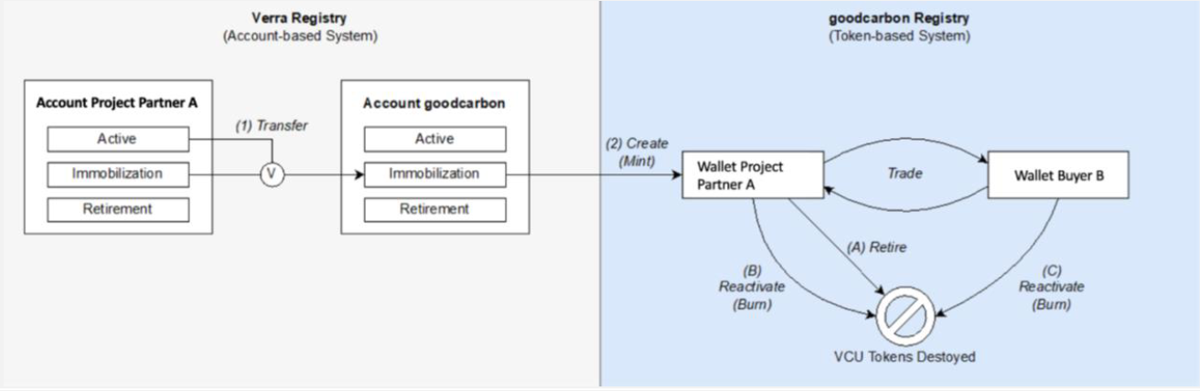 Verra Registry
(Account-based System)
goodcarbon Registry
(Token-based System)
Account Project Partner A
Active
Immobilization
Retirement
(1) Transfer
V
Account goodcarbon
Active
Immobilization
Retirement
(2) Create
(Mint)
Wallet Project
Partner A
Trade
Wallet Buyer B
(A) Retire
(B)
Reactivate
(Burn)
(C)
Reactivate
(Burn)
VCU Tokens Destoyed